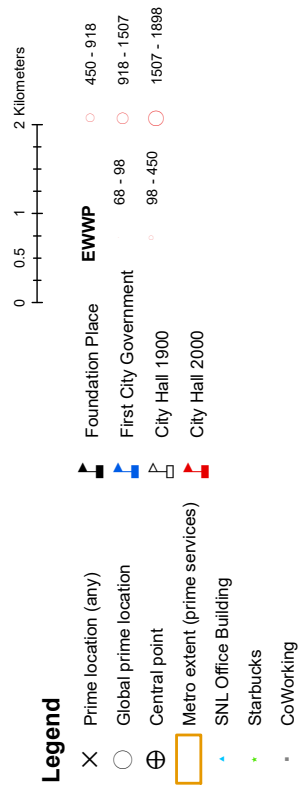 Legend
Prime location (any)
Global prime location
Central point
Metro extent (prime services)
SNL Office Building
Starbucks
CoWorking
Foundation Place
First City Government
City Hall 1900
City Hall 2000
0 0.5 1 2 Kilometers
EWWP
68 - 98
98 - 450
450 - 918
918 - 1507
1507 - 1898